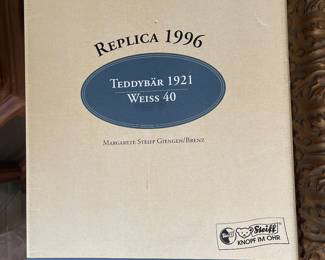 REPLICA 1996
TEDDYBÄR 1921
WEISS 40
MARGARETE STEIFF GIENGEN/BRENZ
Steiff
KNOPF IM OHR